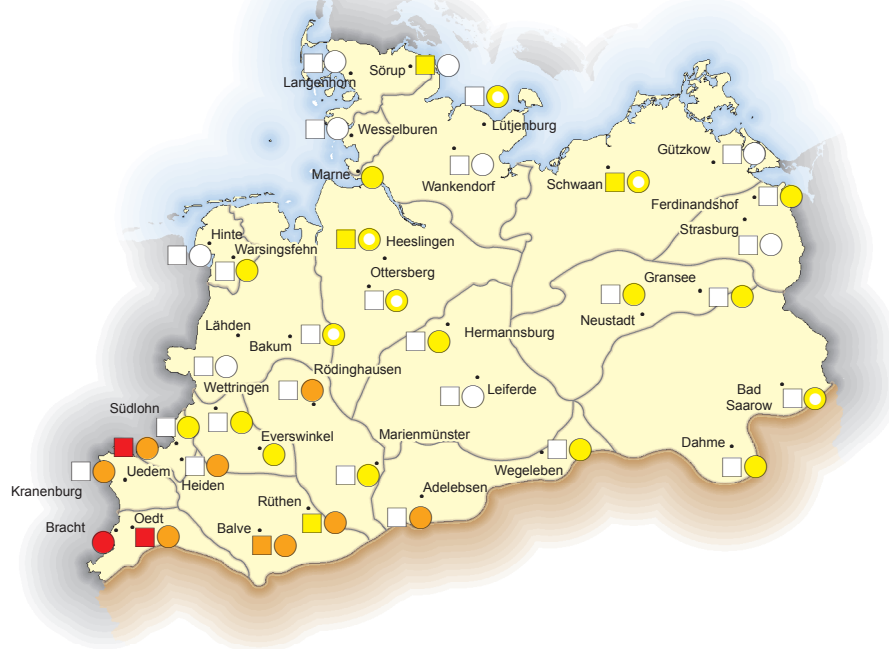 Langenhorn
Sörup
Lütjenburg
Wesselburen
Gützkow
Marne
Wankendorf
Schwaan
Ferdinandshof
Strasburg
Hinte
Warsingsfehn
Heeslingen
Ottersberg
Gransee
Neustadt
Lähden
Bakum
Hermannsburg
Rödinghausen
Wettringen
Leiferde
Bad
Saarow
Südlohn
Everswinkel
Marienmünster
Dahme
Wegeleben
Uedem
Heiden
Kranenburg
Adelebsen
Rüthen
Bracht
Oedt
Balve